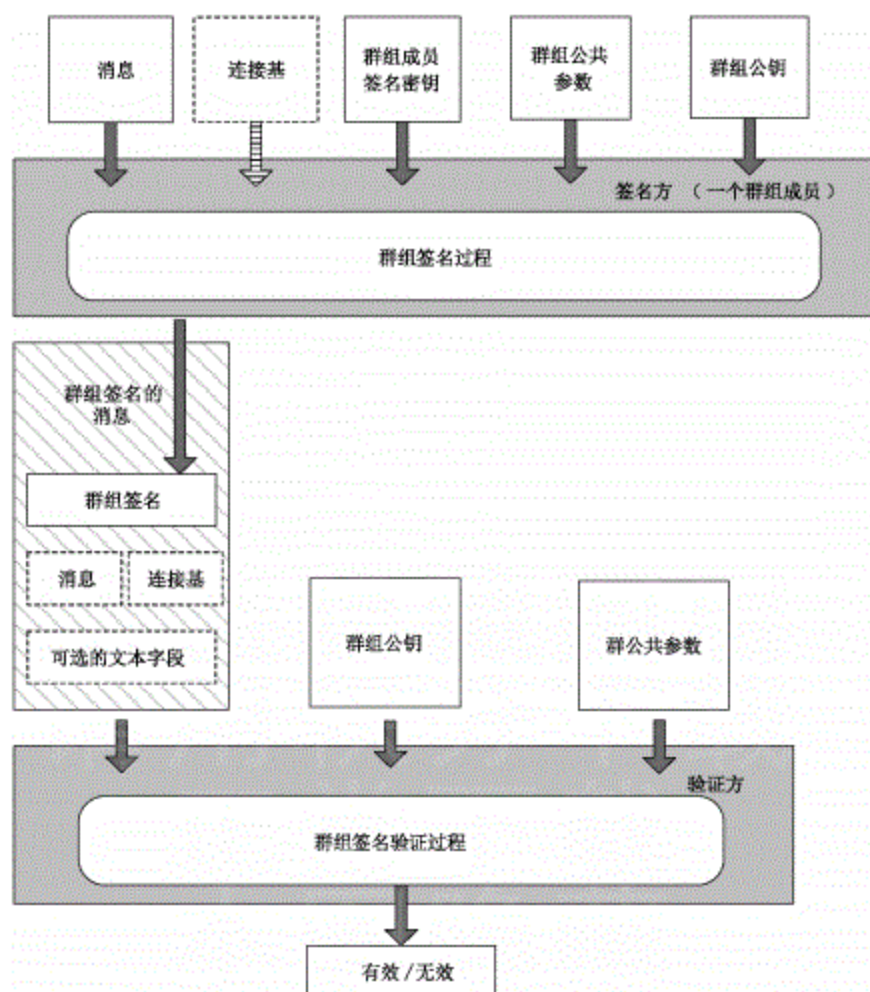 消息
连接基
群组成员
签名密钥
群组公共
参数
群组公钥
签名方 （一个群组成员）
群组签名过程
群组签名的
消息
群组签名
消息
连接基
可选的文本字段
群组公钥
群公共参数
验证方
群组签名验证过程
有效/无效